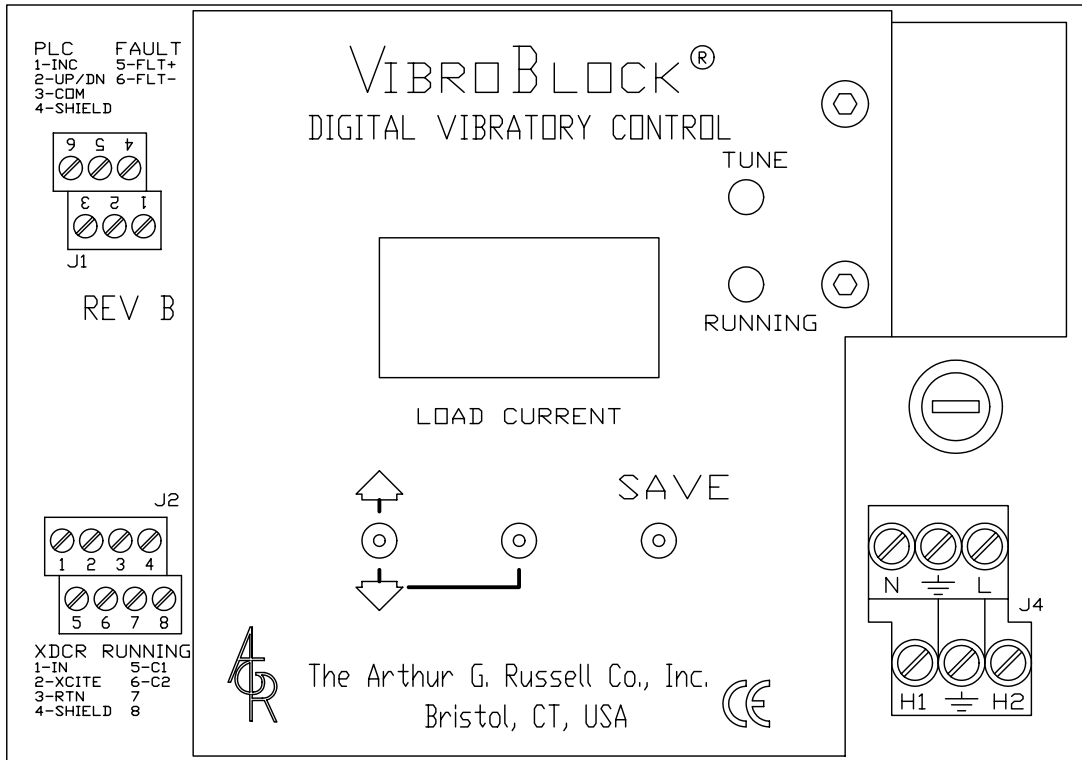 PLC FAULT
1-INC 5-FLT+
2-UP/DN 6-FLT-
3-COM
4-SHIELD
6 5 4
3 2 1
J1
REV B
VIBROBLOCK®
DIGITAL VIBRATORY CONTROL
TUNE
RUNNING
LOAD CURRENT
SAVE
J2
1 2 3 4
5 6 7 8
XDCR RUNNING
1-IN 5-C1
2-XCITE 6-C2
3-RTN 7
4-SHIELD 8
AGR
The Arthur G. Russell Co., Inc.
Bristol, CT, USA
CE
N L
J4
H1 H2